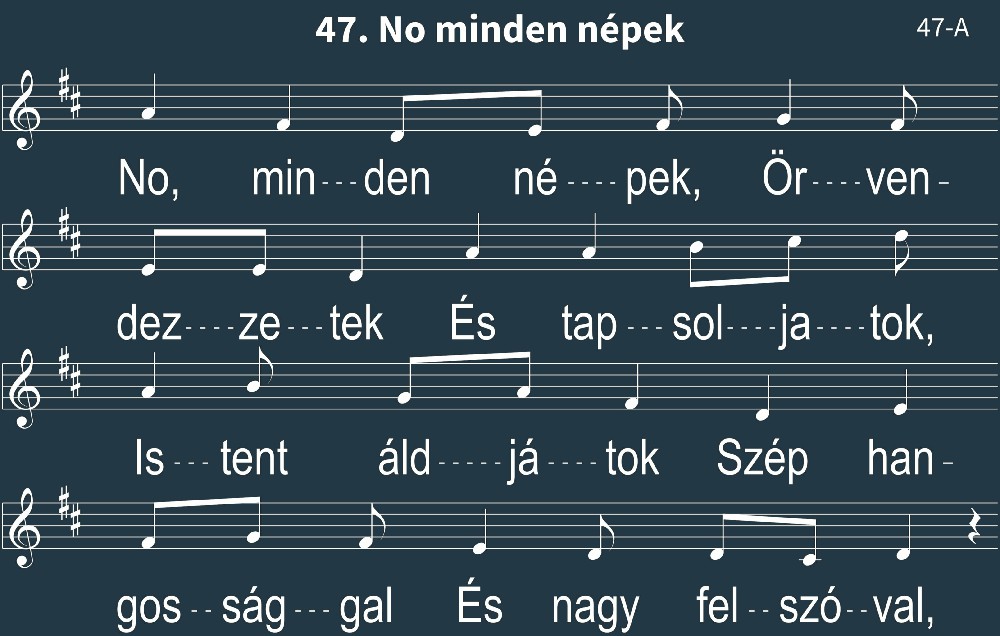 47. No minden népek
47-A
No, min---den né----pek, Ör----ven-
dez----ze---tek És tap---sol----ja----tok,
Is---tent áld-----já----tok Szép han-
gos--ság---gal És nagy fel--szó--val,